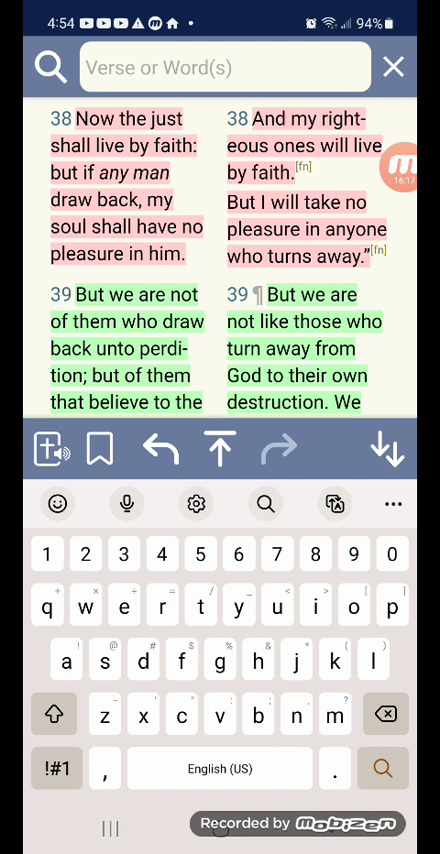 4:54 94%
Verse or Word(s)
38 Now the just
shall live by faith:
but if any man
draw back, my
soul shall have no
pleasure in him.
39 But we are not
of them who draw
back unto perdi-
tion; but of them
that believe to the
38 And my right-
eous ones will live
by faith.[fn]
But I will take no
pleasure in anyone
who turns away.”[fn]
39 ¶ But we are
not like those who
turn away from
God to their own
destruction. We
16:17
1 2 3 4 5 6 7 8 9 0
+ × ÷ = / _ < > [ ]
q w e r t y u i o p
! @ # $ % ^ & * ( )
a s d f g h j k l
- ' " : ; , ?
z x c v b n m
!#1 , English (US) .
Recorded by mobizen